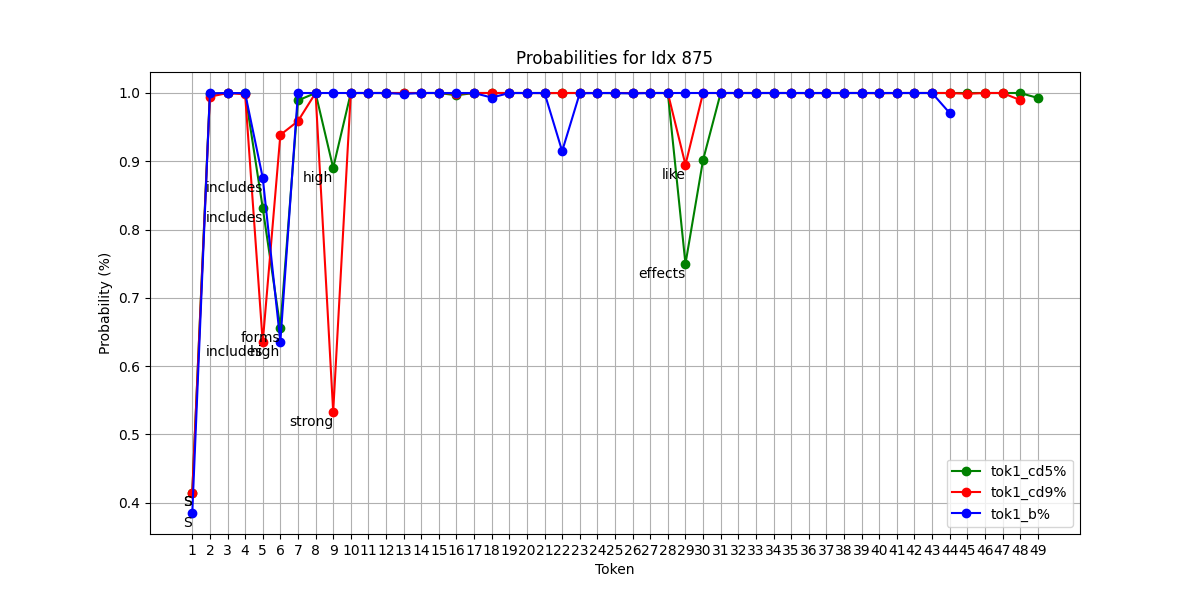 Probabilities for Idx 875
Probability (%)
1.0
0.9
0.8
0.7
0.6
0.5
0.4
includes
includes
high
like
effects
forms
includes
high
strong
S
S
S
tok1_cd5%
tok1_cd9%
tok1_b%
1 2 3 4 5 6 7 8 9 10 11 12 13 14 15 16 17 18 19 20 21 22 23 24 25 26 27 28 29 30 31 32 33 34 35 36 37 38 39 40 41 42 43 44 45 46 47 48 49
Token